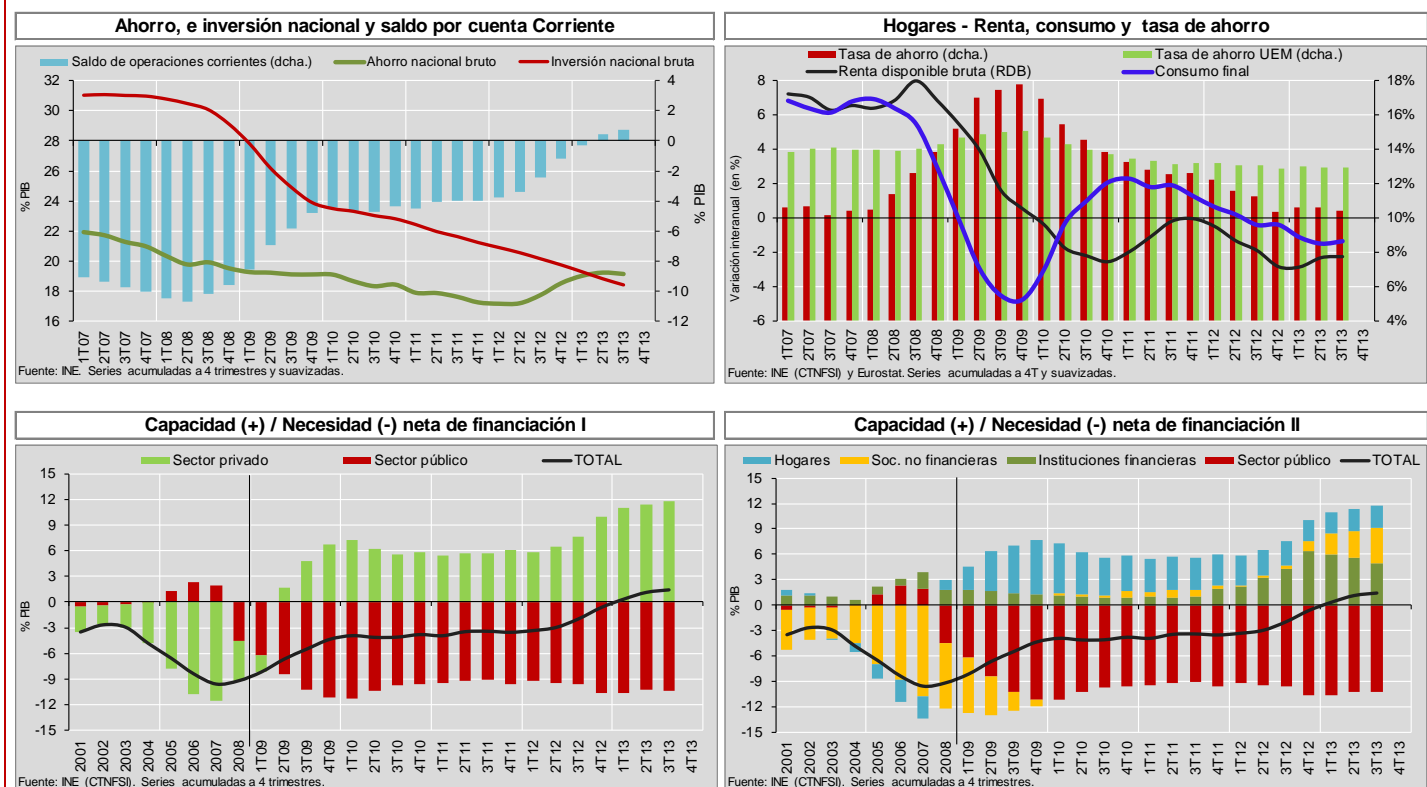 Ahorro, e inversión nacional y saldo por cuenta Corriente
Saldo de operaciones corrientes (dcha.) Ahorro nacional bruto Inversión nacional bruta
32
30
28
26
24
22
20
18
16
% PIB
4
2
0
-2
-4
-6
-8
-10
-12
% PIB
1T07
2T07
3T07
4T07
1T08
2T08
3T08
4T08
1T09
2T09
3T09
4T09
1T10
2T10
3T10
4T10
1T11
2T11
3T11
4T11
1T12
2T12
3T12
4T12
1T13
2T13
3T13
4T13
Fuente: INE. Series acumuladas a 4 trimestres y suavizadas.
Hogares - Renta, consumo y tasa de ahorro
Tasa de ahorro (dcha.) Tasa de ahorro UEM (dcha.)
Renta disponible bruta (RDB) Consumo final
8
6
4
2
0
-2
-4
-6
Variación interanual (en %)
18%
16%
14%
12%
10%
8%
6%
4%
1T07
2T07
3T07
4T07
1T08
2T08
3T08
4T08
1T09
2T09
3T09
4T09
1T10
2T10
3T10
4T10
1T11
2T11
3T11
4T11
1T12
2T12
3T12
4T12
1T13
2T13
3T13
4T13
Fuente: INE (CTNFSI) y Eurostat. Series acumuladas a 4T y suavizadas.
Capacidad (+) / Necesidad (-) neta de financiación I
Sector privado Sector público TOTAL
15
12
9
6
3
0
-3
-6
-9
-12
-15
% PIB
2001
2002
2003
2004
2005
2006
2007
2008
1T09
2T09
3T09
4T09
1T10
2T10
3T10
4T10
1T11
2T11
3T11
4T11
1T12
2T12
3T12
4T12
1T13
2T13
3T13
4T13
Fuente: INE (CTNFSI). Series acumuladas a 4 trimestres.
Capacidad (+) / Necesidad (-) neta de financiación II
Hogares Soc. no financieras Instituciones financieras Sector público TOTAL
15
12
9
6
3
0
-3
-6
-9
-12
-15
% PIB
2001
2002
2003
2004
2005
2006
2007
2008
1T09
2T09
3T09
4T09
1T10
2T10
3T10
4T10
1T11
2T11
3T11
4T11
1T12
2T12
3T12
4T12
1T13
2T13
3T13
4T13
Fuente: INE (CTNFSI). Series acumuladas a 4 trimestres.